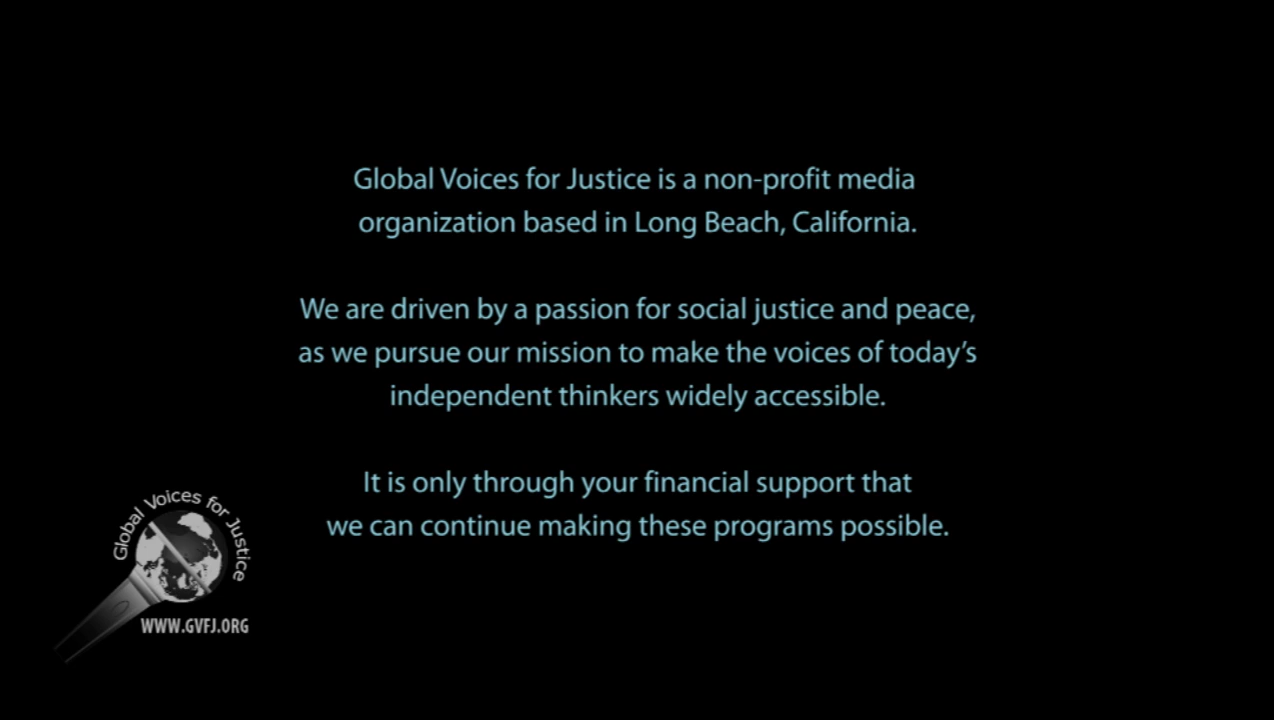 Global Voices for Justice is a non-profit media
organization based in Long Beach, California.
We are driven by a passion for social justice and peace,
as we pursue our mission to make the voices of today’s
independent thinkers widely accessible.
It is only through your financial support that
we can continue making these programs possible.
Global Voices for Justice
WWW.GVFJ.ORG